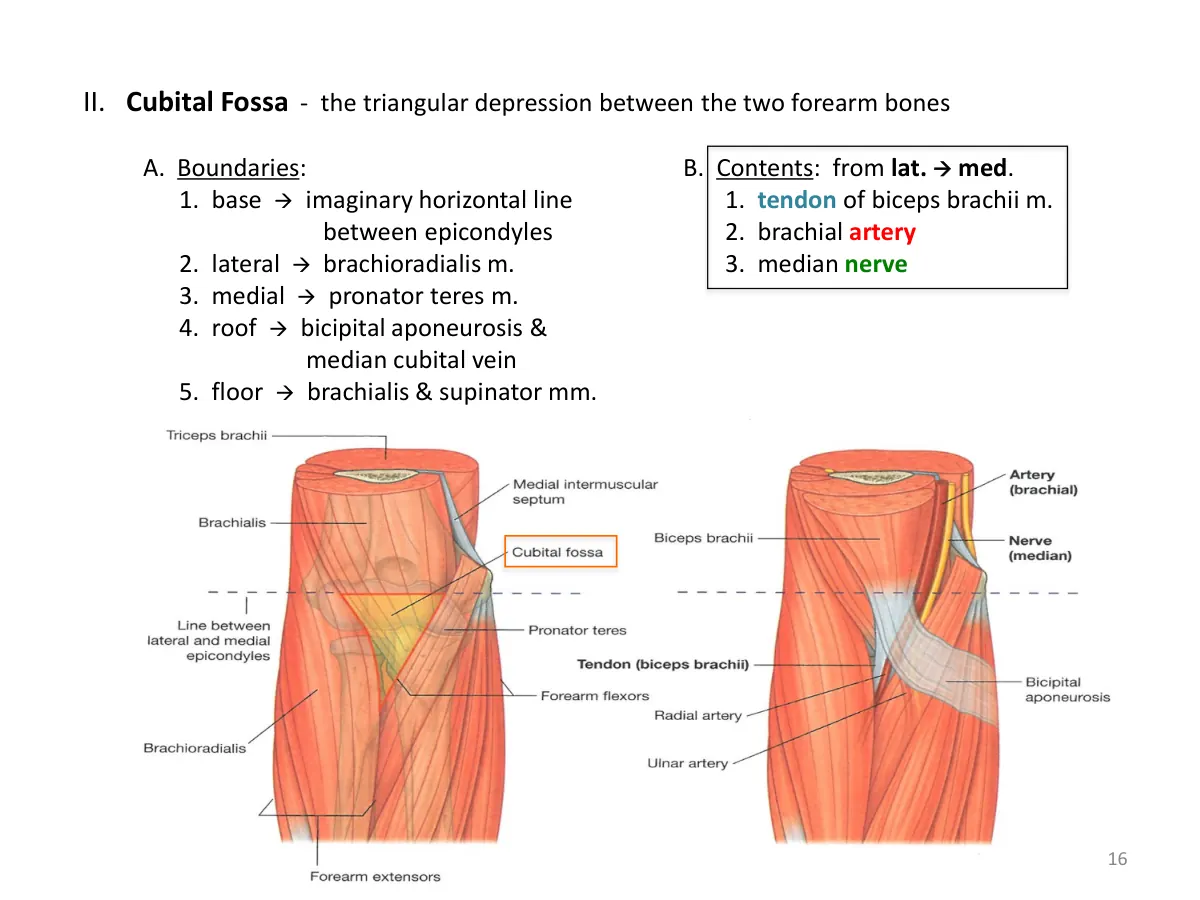 II. Cubital Fossa - the triangular depression between the two forearm bones
A. Boundaries:
1. base → imaginary horizontal line
between epicondyles
2. lateral → brachioradialis m.
3. medial → pronator teres m.
4. roof → bicipital aponeurosis &
median cubital vein
5. floor → brachialis & supinator mm.
B. Contents: from lat. → med.
1. tendon of biceps brachii m.
2. brachial artery
3. median nerve
Triceps brachii
Medial intermuscular
septum
Brachialis
Cubital fossa
Line between
lateral and medial
epicondyles
Pronator teres
Forearm flexors
Brachioradialis
Forearm extensors
Artery
(brachial)
Biceps brachii
Nerve
(median)
Tendon (biceps brachii)
Radial artery
Bicipital
aponeurosis
Ulnar artery
16